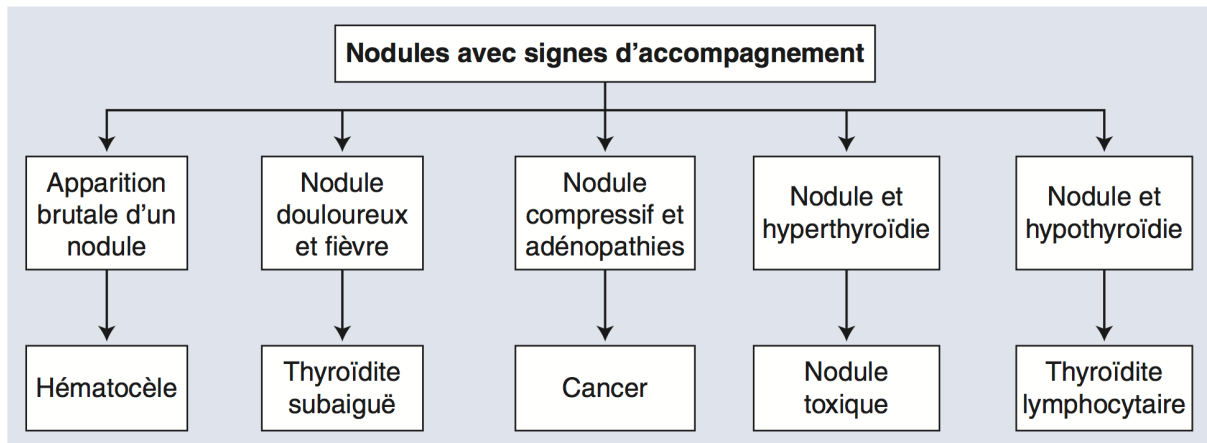 Nodules avec signes d'accompagnement
Apparition
brutale d'un
nodule
Nodule
douloureux
et fièvre
Nodule
compressif et
adénopathies
Nodule et
hyperthyroïdie
Nodule et
hypothyroïdie
Hématocèle
Thyroïdite
subaiguë
Cancer
Nodule
toxique
Thyroïdite
lymphocytaire